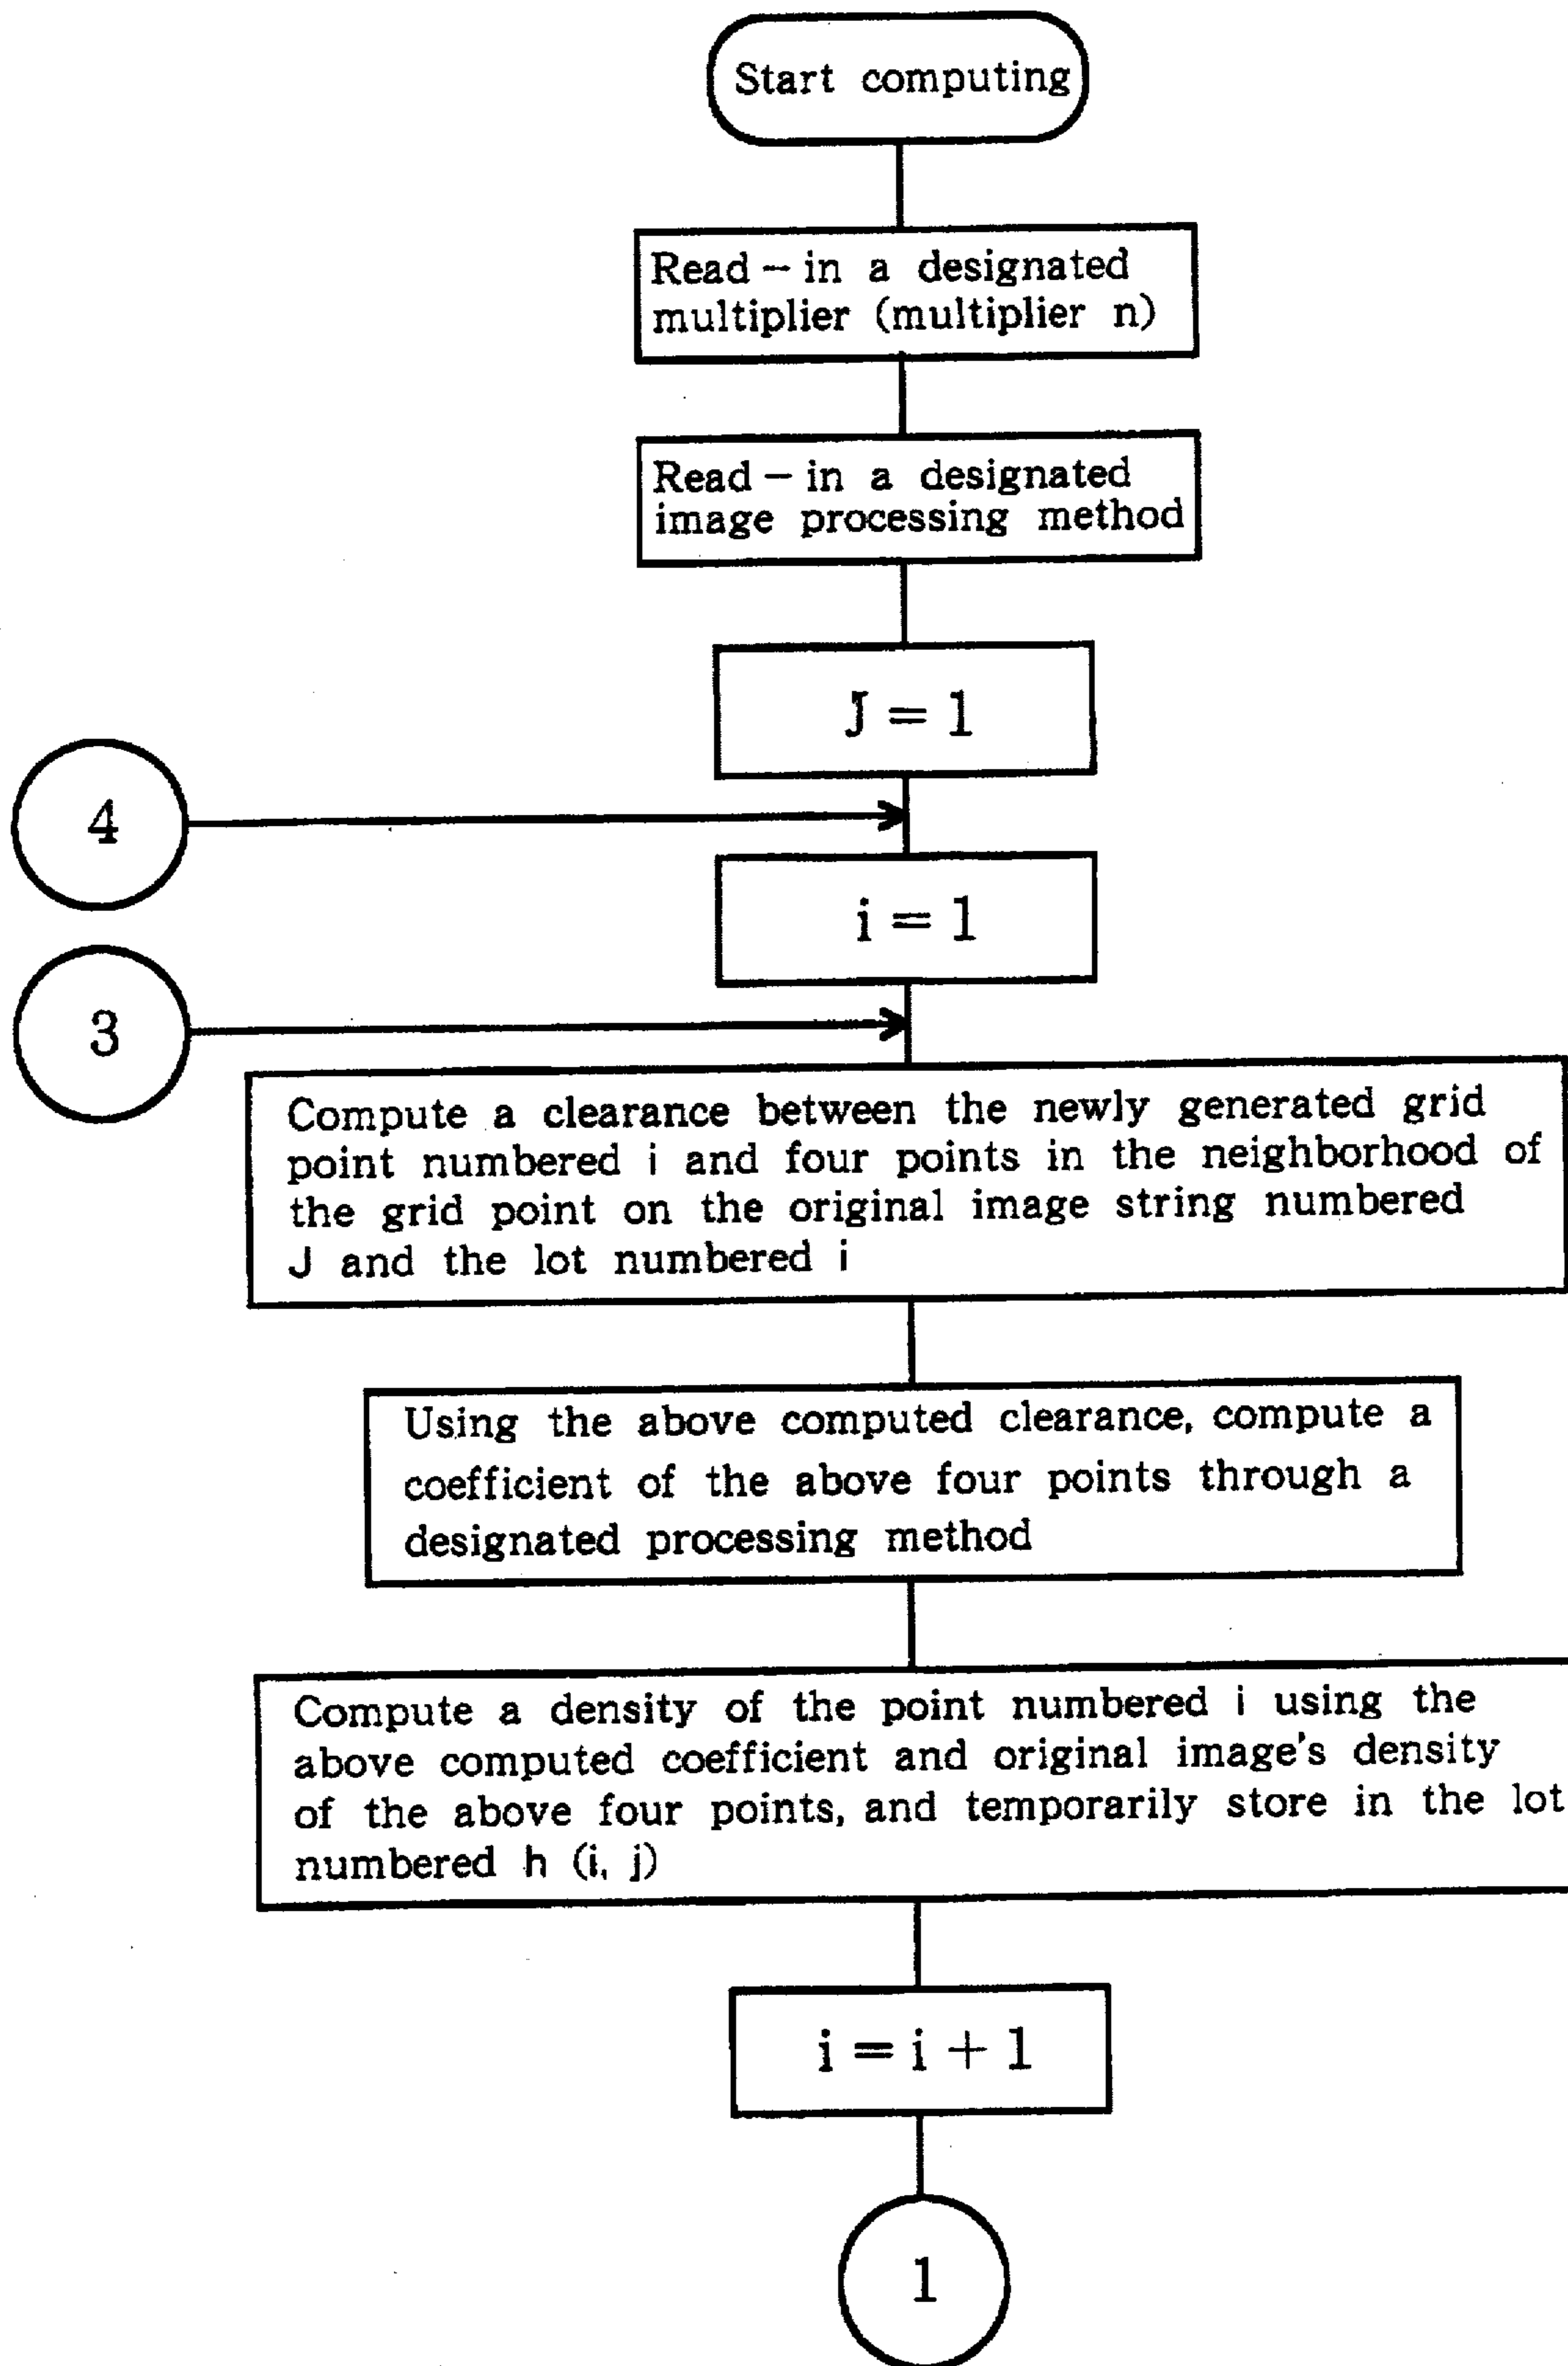 Start computing
Read - in a designated
multiplier (multiplier n)
Read - in a designated
image processing method
J = 1
4
i = 1
3
Compute a clearance between the newly generated grid
point numbered i and four points in the neighborhood of
the grid point on the original image string numbered
J and the lot numbered i
Using the above computed clearance, compute a
coefficient of the above four points through a
designated processing method
Compute a density of the point numbered i using the
above computed coefficient and original image's density
of the above four points, and temporarily store in the lot
numbered h (i, j)
i = i + 1
1